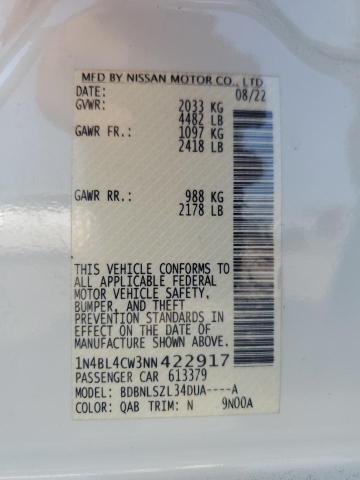 MFD BY NISSAN MOTOR CO., LTD
DATE: 08/22
GVWR: 2033 KG
4482 LB
GAWR FR: 1097 KG
2418 LB
GAWR RR: 988 KG
2178 LB
THIS VEHICLE CONFORMS TO
ALL APPLICABLE FEDERAL
MOTOR VEHICLE SAFETY,
BUMPER, AND THEFT
PREVENTION STANDARDS
IN EFFECT ON THE DATE OF
MANUFACTURE SHOWN ABOVE.
1N4BL4CW3NN422917
PASSENGER CAR 613379
MODEL: BDBNLSZL34DUA----A
COLOR: QAB TRIM: N 9N00A